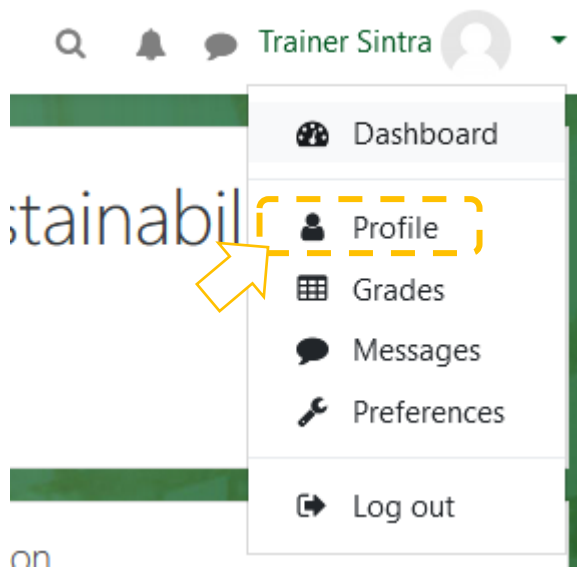 Trainer Sintra
Dashboard
stainabil
Profile
Grades
Messages
Preferences
Log out
on